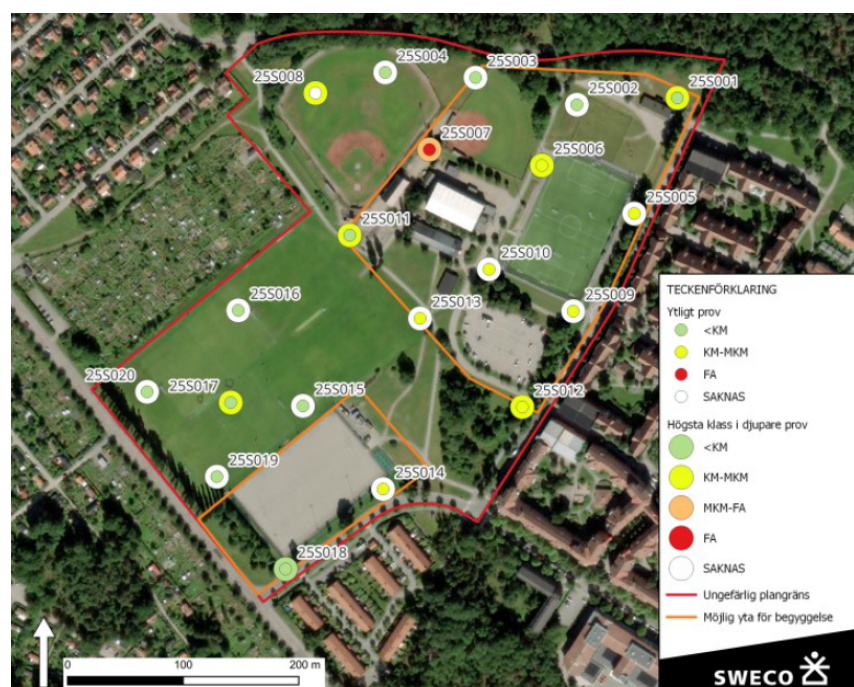 25S004
25S003
25S008
25S002
25S001
25S007
25S006
25S005
25S011
25S010
25S016
25S013
25S009
25S020
25S017
25S015
25S012
25S019
25S014
25S018
TECKENFÖRKLARING
Ytligt prov
<KM
KM-MKM
FA
SAKNAS
Högsta klass i djupare prov
<KM
KM-MKM
MKM-FA
FA
SAKNAS
Ungefärlig plangräns
Möjlig yta för begyggelse
0 100 200 m
SWECO